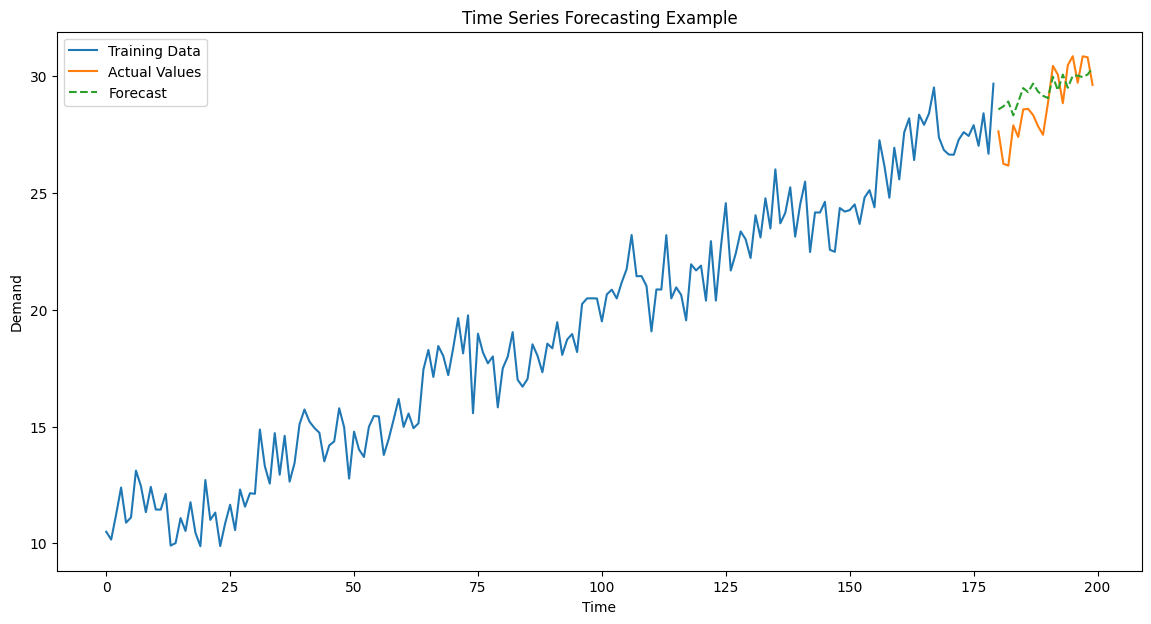 Time Series Forecasting Example
Training Data
Actual Values
Forecast
Demand
30
25
20
15
10
0 25 50 75 100 125 150 175 200
Time